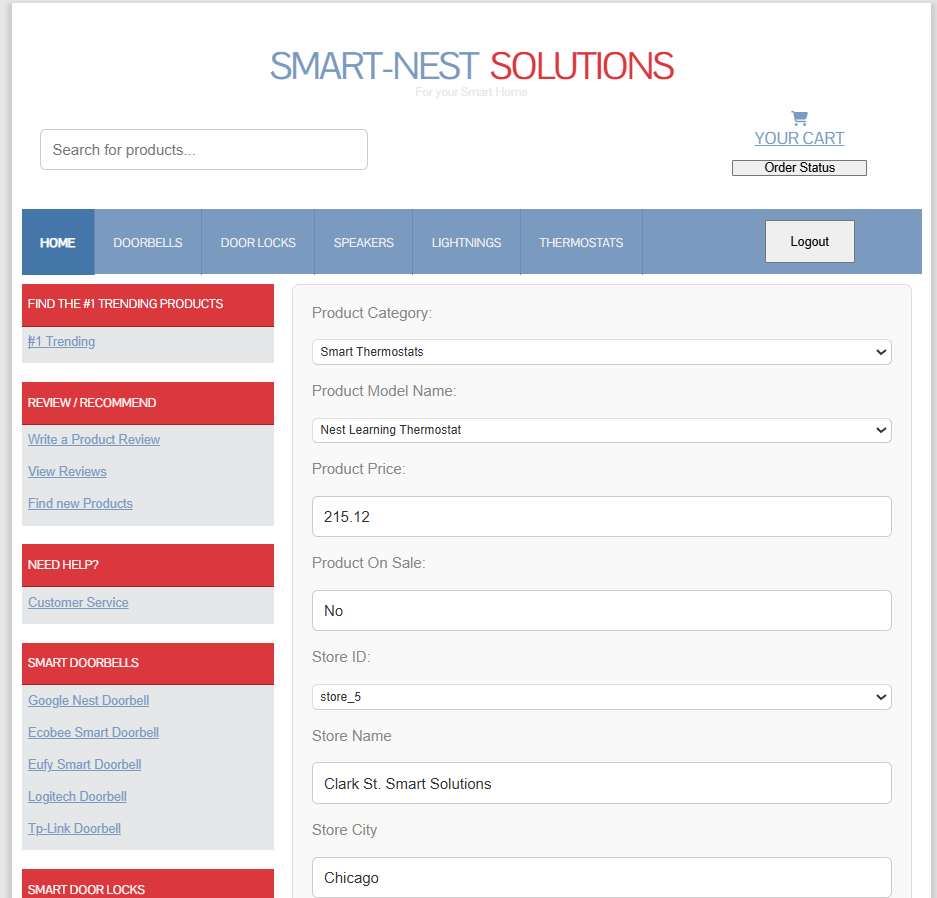 SMART-NEST SOLUTIONS
For your Smart Home
Search for products...
YOUR CART
Order Status
HOME DOORBELLS DOOR LOCKS SPEAKERS LIGHTNINGS THERMOSTATS Logout
FIND THE #1 TRENDING PRODUCTS
#1 Trending
REVIEW / RECOMMEND
Write a Product Review
View Reviews
Find new Products
NEED HELP?
Customer Service
SMART DOORBELLS
Google Nest Doorbell
Ecobee Smart Doorbell
Eufy Smart Doorbell
Logitech Doorbell
Tp-Link Doorbell
SMART DOOR LOCKS
Product Category:
Smart Thermostats
Product Model Name:
Nest Learning Thermostat
Product Price:
215.12
Product On Sale:
No
Store ID:
store_5
Store Name
Clark St. Smart Solutions
Store City
Chicago